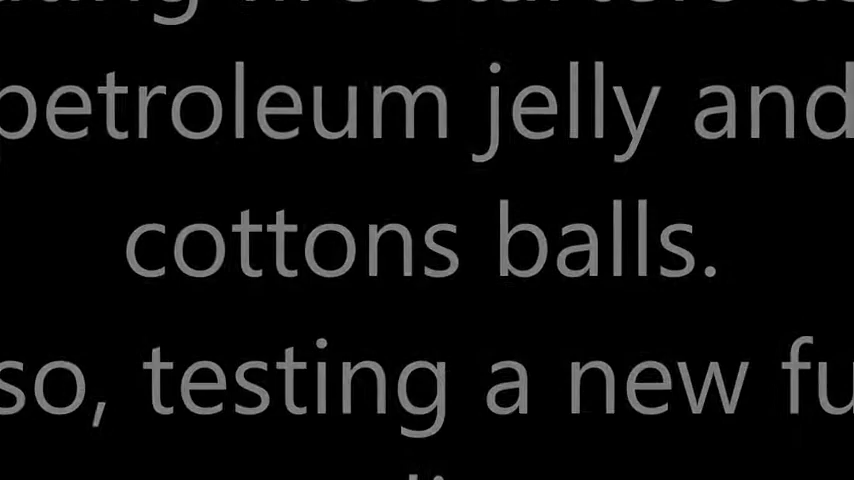 petroleum jelly and
cottons balls.
so, testing a new fu